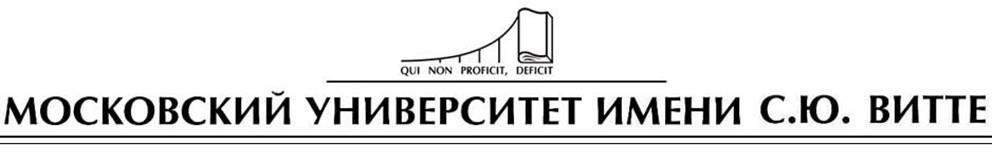 QUI NON PROFICIT, DEFICIT
МОСКОВСКИЙ УНИВЕРСИТЕТ ИМЕНИ С.Ю. ВИТТЕ